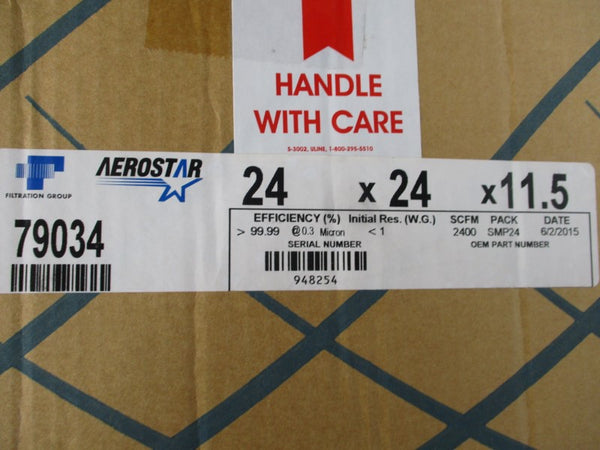 HANDLE
WITH CARE
S-3002, ULINE, 1-800-295-5510
FILTRATION GROUP
AEROSTAR
24 x 24 x 11.5
79034
EFFICIENCY (%) Initial Res. (W.G.) SCFM PACK DATE
> 99.99 @ 0.3 Micron < 1 2400 SMP24 6/2/2015
SERIAL NUMBER OEM PART NUMBER
948254